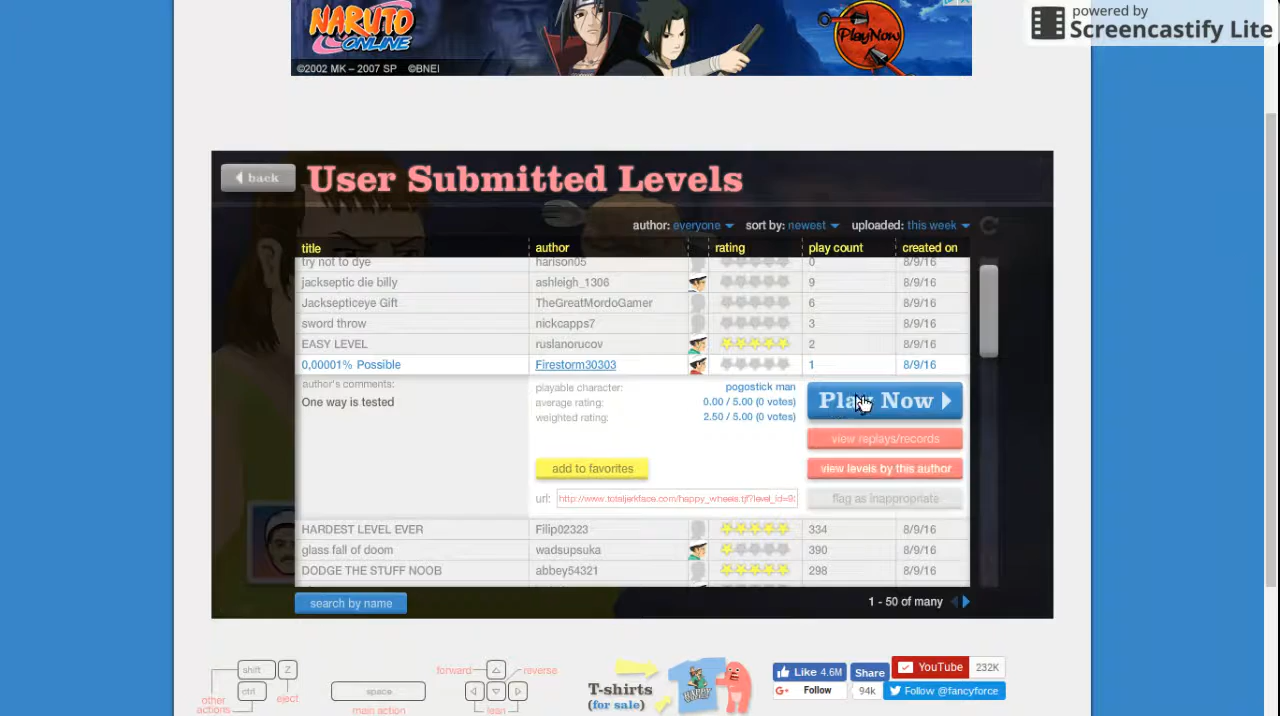 powered by
Screencastify Lite
NARUTO
ONLINE
PlayNow
©2002 MK – 2007 SP ©BNEI
back
User Submitted Levels
author: everyone sort by: newest uploaded: this week
title author rating play count created on
try not to dye harison05 0 8/9/16
jackseptic die billy ashleigh_1306 9 8/9/16
Jacksepticeye Gift TheGreatMordoGamer 6 8/9/16
sword throw nickcapps7 3 8/9/16
EASY LEVEL ruslanorucov 2 8/9/16
0,00001% Possible Firestorm30303 1 8/9/16
author's comments:
One way is tested
playable character: pogostick man
average rating: 0.00 / 5.00 (0 votes)
weighted rating: 2.50 / 5.00 (0 votes)
Play Now
view replays/records
add to favorites
view levels by this author
url: http://www.totaljerkface.com/happy_wheels.tjf?level_id=9
flag as inappropriate
HARDEST LEVEL EVER Filip02323 334 8/9/16
glass fall of doom wadsupsuka 390 8/9/16
DODGE THE STUFF NOOB abbey54321 298 8/9/16
search by name
1 - 50 of many
shift Z
ctrl
other
actions
eject
space
main action
forward reverse
lean
T-shirts
(for sale)
Like 4.6M Share YouTube 232K
G+ Follow 94k Follow @fancyforce